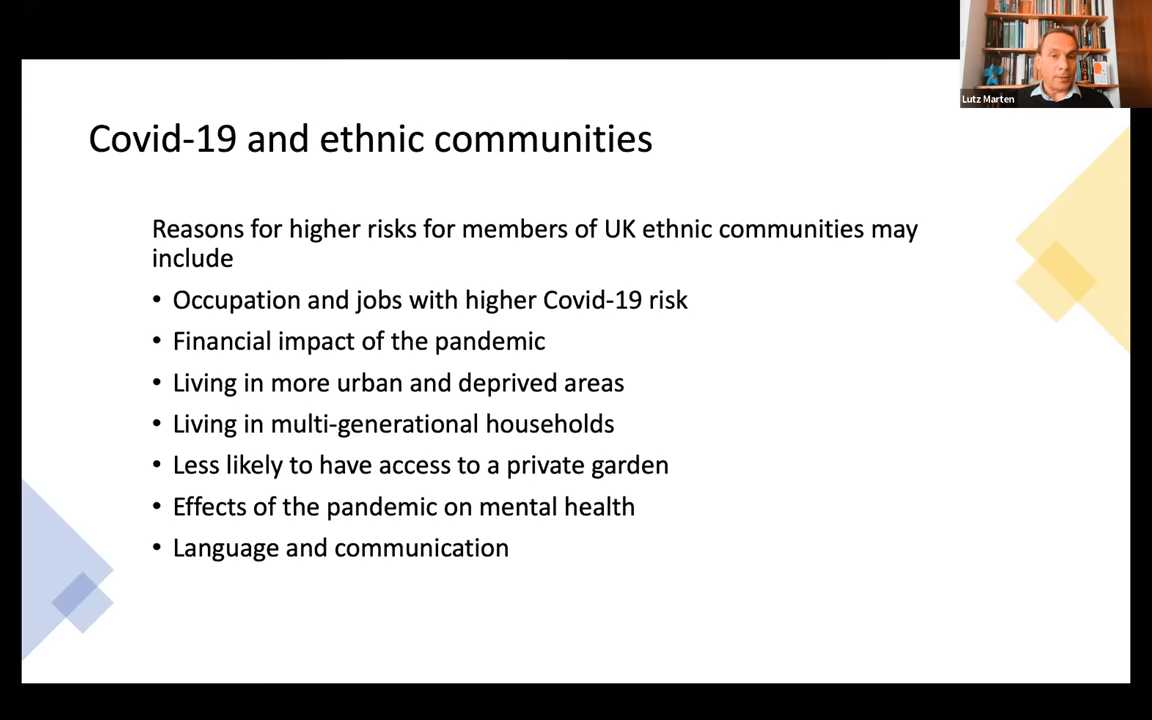 Lutz Marten
Covid-19 and ethnic communities
Reasons for higher risks for members of UK ethnic communities may
include
• Occupation and jobs with higher Covid-19 risk
• Financial impact of the pandemic
• Living in more urban and deprived areas
• Living in multi-generational households
• Less likely to have access to a private garden
• Effects of the pandemic on mental health
• Language and communication